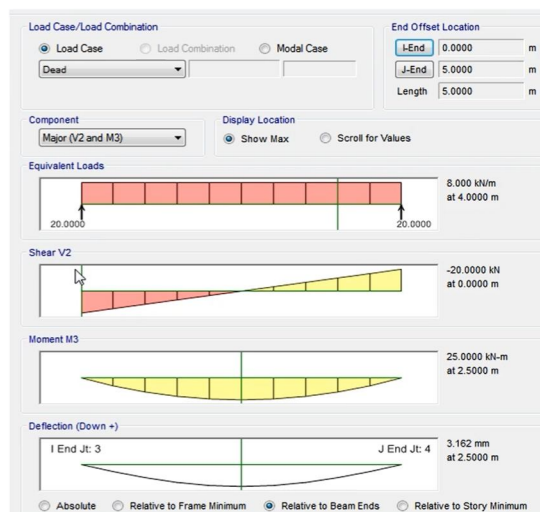 Load Case/Load Combination
End Offset Location
Load Case
Load Combination
Modal Case
I-End
0.0000
m
Dead
J-End
5.0000
m
Length
5.0000
m
Component
Display Location
Major (V2 and M3)
Show Max
Scroll for Values
Equivalent Loads
8.000 kN/m
at 4.0000 m
20.0000
20.0000
Shear V2
-20.0000 kN
at 0.0000 m
Moment M3
25.0000 kN-m
at 2.5000 m
Deflection (Down +)
I End Jt: 3
J End Jt: 4
3.162 mm
at 2.5000 m
Absolute
Relative to Frame Minimum
Relative to Beam Ends
Relative to Story Minimum